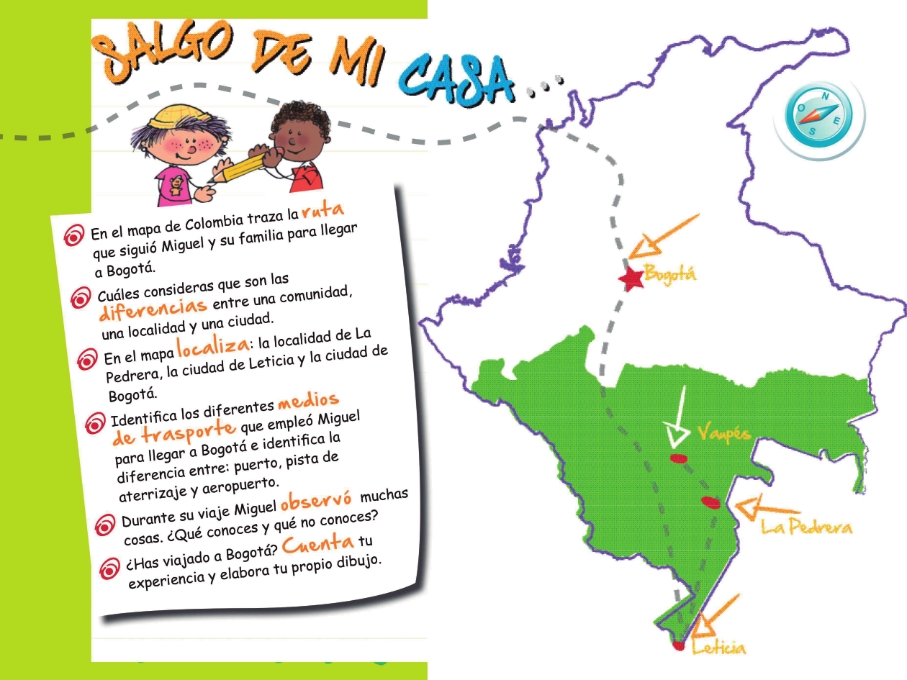 SALGO DE MI CASA...
En el mapa de Colombia traza la ruta
que siguió Miguel y su familia para llegar
a Bogotá.
Cuáles consideras que son las
diferencias entre una comunidad,
una localidad y una ciudad.
En el mapa localiza: la localidad de La
Pedrera, la ciudad de Leticia y la ciudad de
Bogotá.
Identifica los diferentes medios
de trasporte que empleó Miguel
para llegar a Bogotá e identifica la
diferencia entre: puerto, pista de
aterrizaje y aeropuerto.
Durante su viaje Miguel observó muchas
cosas. ¿Qué conoces y qué no conoces?
¿Has viajado a Bogotá? Cuenta tu
experiencia y elabora tu propio dibujo.
N
O
E
S
Bogotá
Vaupés
La Pedrera
Leticia